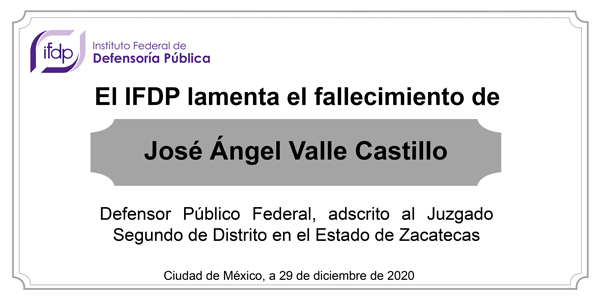 ifdp
Instituto Federal de
Defensoría Pública
El IFDP lamenta el fallecimiento de
José Ángel Valle Castillo
Defensor Público Federal, adscrito al Juzgado
Segundo de Distrito en el Estado de Zacatecas
Ciudad de México, a 29 de diciembre de 2020